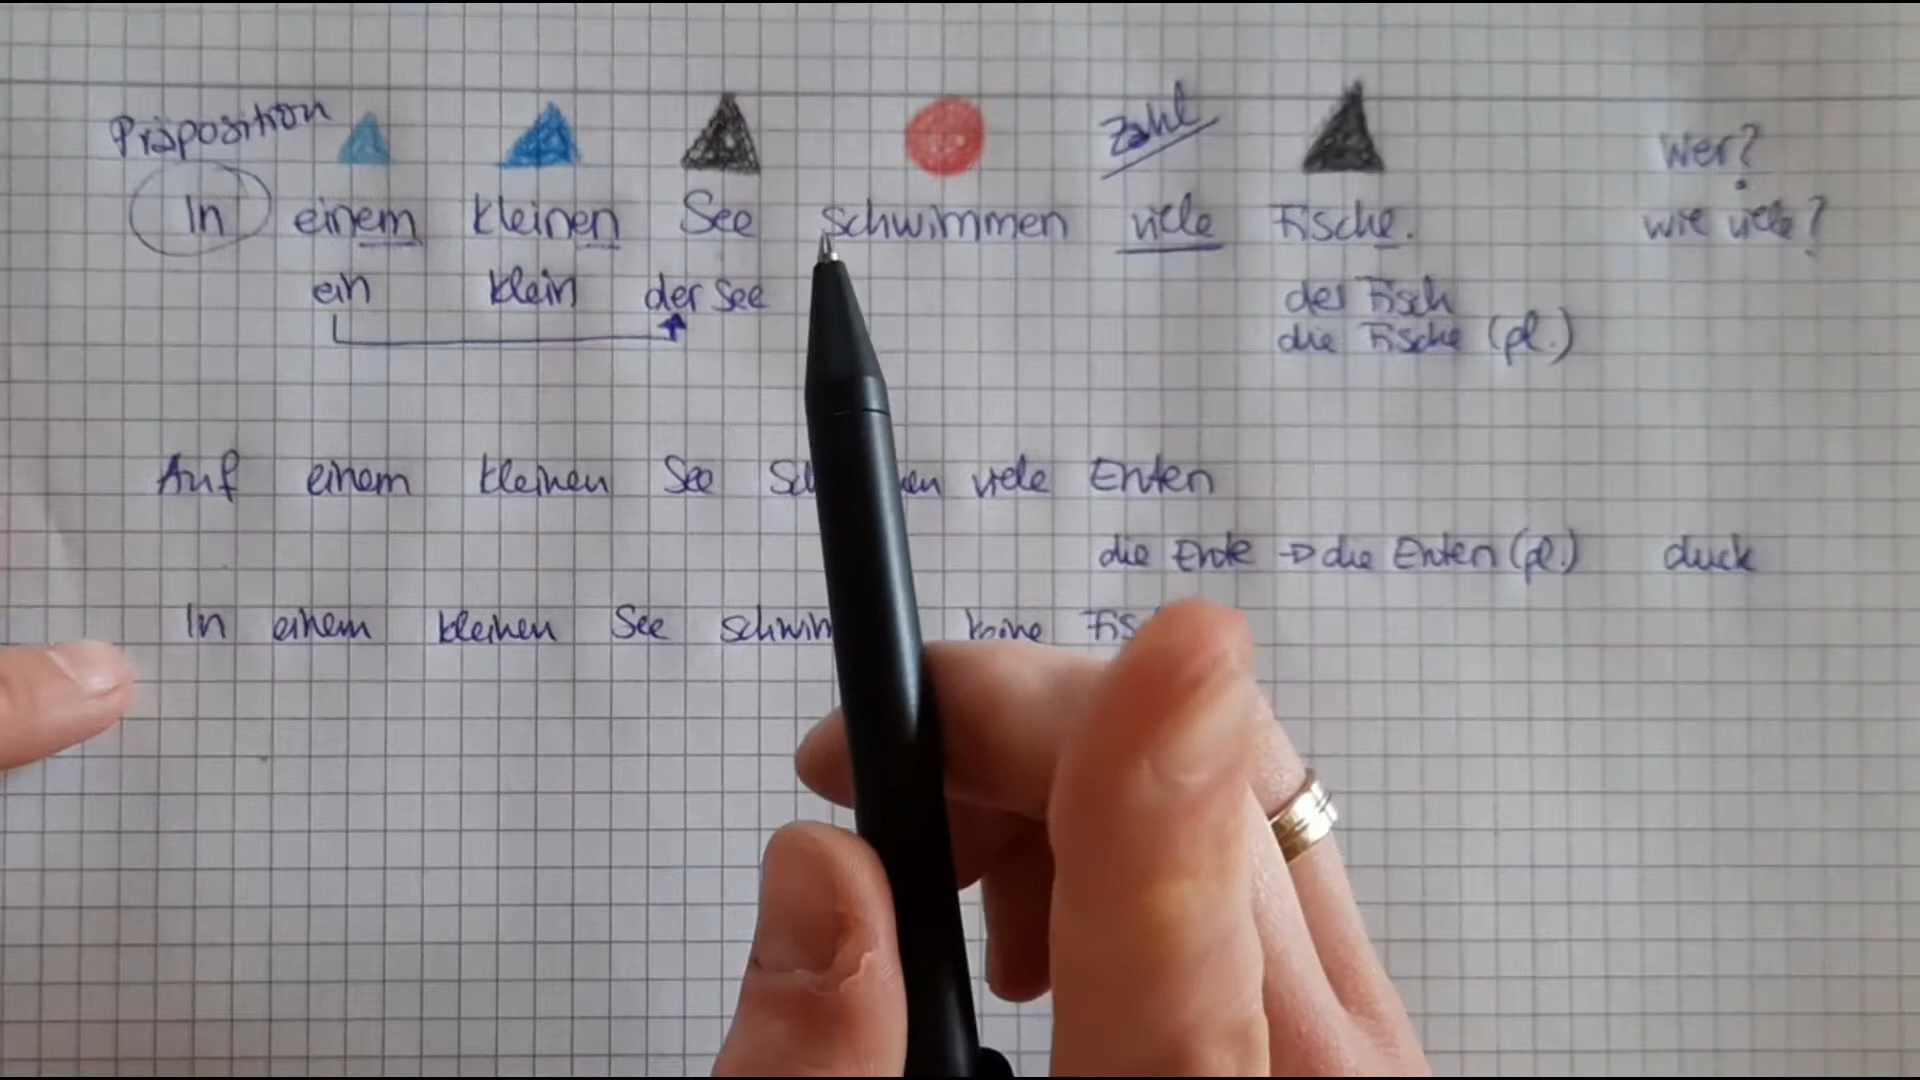 Präposition Zahl Wer?
In einem kleinen See schwimmen viele Fische. wie viele?
ein klein der See der Fisch
die Fische (pl.)
Auf einem kleinen See viele Enten
die Ente → die Enten (pl.) duck
In einem kleinen See keine